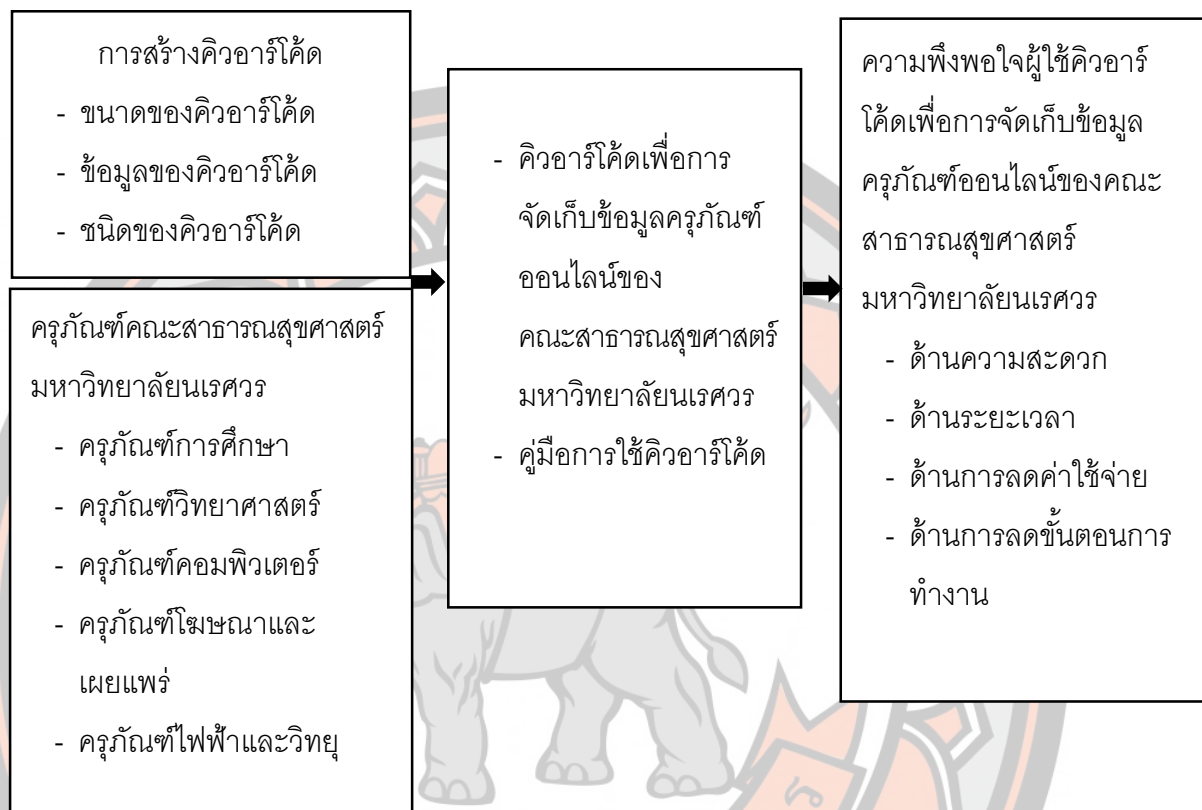 การสร้างคิวอาร์โค้ด
- ขนาดของคิวอาร์โค้ด
- ข้อมูลของคิวอาร์โค้ด
- ชนิดของคิวอาร์โค้ด
ครุภัณฑ์คณะสาธารณสุขศาสตร์
มหาวิทยาลัยนเรศวร
- ครุภัณฑ์การศึกษา
- ครุภัณฑ์วิทยาศาสตร์
- ครุภัณฑ์คอมพิวเตอร์
- ครุภัณฑ์โฆษณาและ
เผยแพร่
- ครุภัณฑ์ไฟฟ้าและวิทยุ
- คิวอาร์โค้ดเพื่อการ
จัดเก็บข้อมูลครุภัณฑ์
ออนไลน์ของ
คณะสาธารณสุขศาสตร์
มหาวิทยาลัยนเรศวร
- คู่มือการใช้คิวอาร์โค้ด
ความพึงพอใจผู้ใช้คิวอาร์
โค้ดเพื่อการจัดเก็บข้อมูล
ครุภัณฑ์ออนไลน์ของคณะ
สาธารณสุขศาสตร์
มหาวิทยาลัยนเรศวร
- ด้านความสะดวก
- ด้านระยะเวลา
- ด้านการลดค่าใช้จ่าย
- ด้านการลดขั้นตอนการ
ทำงาน